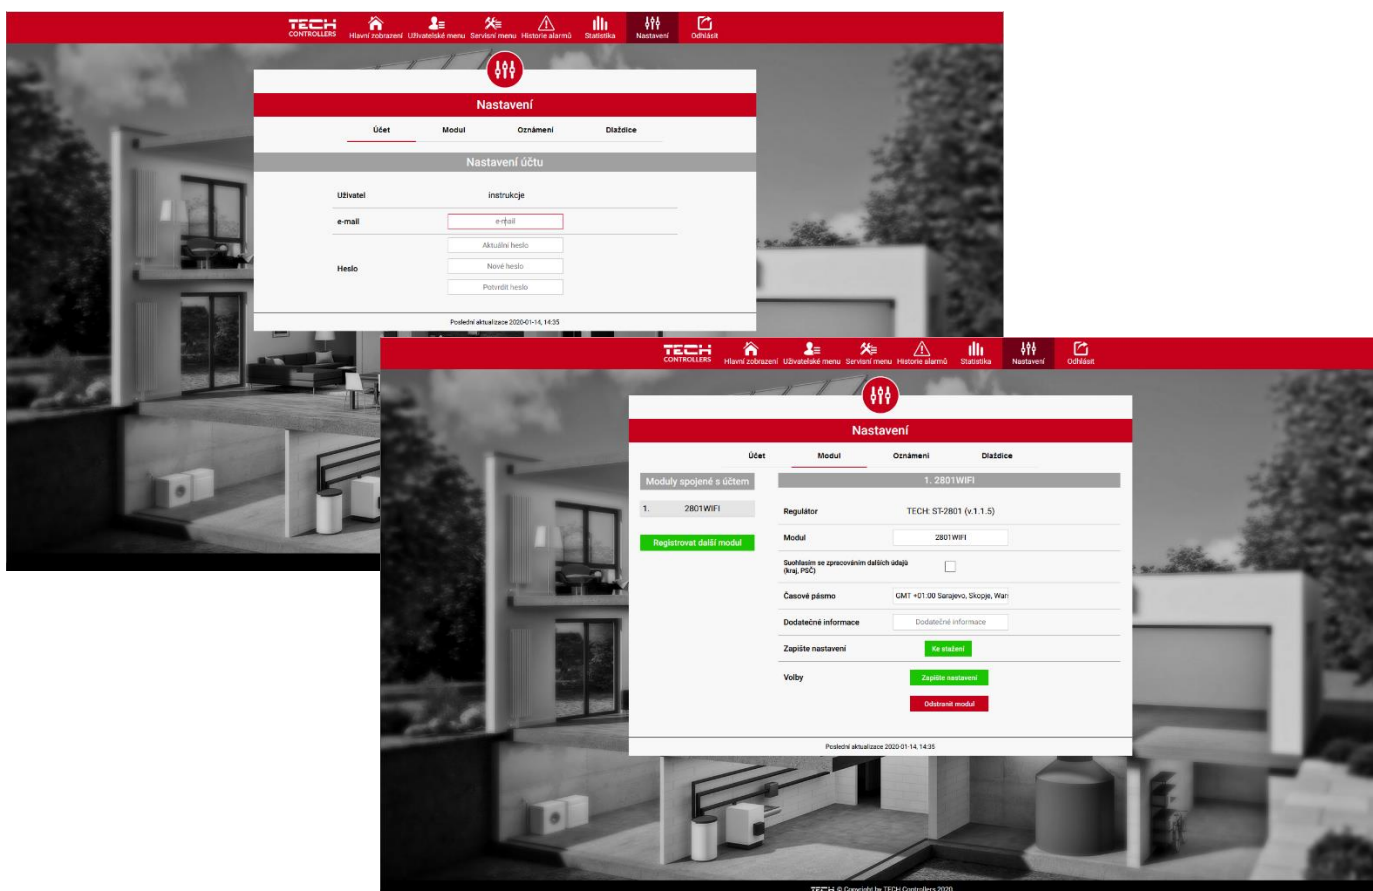 TECH
CONTROLLERS
Hlavní zobrazení Uživatelské menu Servisní menu Historie alarmů Statistika Nastavení Odhlásit
Nastavení
Účet Modul Oznámení Dlaždice
Nastavení účtu
Uživatel instrukcje
e-mail e-mail
Aktuální heslo
Heslo Nové heslo
Potvrdit heslo
Poslední aktualizace 2020-01-14, 14:35
TECH
CONTROLLERS
Hlavní zobrazení Uživatelské menu Servisní menu Historie alarmů Statistika Nastavení Odhlásit
Nastavení
Účet Modul Oznámení Dlaždice
Moduly spojené s účtem
1. 2801WIFI
Registrovat další modul
1. 2801WIFI
Regulátor TECH: ST-2801 (v.1.1.5)
Modul 2801WIFI
Suohlasím se zpracováním dalších údajů
(kraj, PSČ)
Časové pásmo GMT +01:00 Sarajevo, Skopje, War
Dodatečné informace Dodatečné informace
Zapište nastavení Ke stažení
Volby Zapište nastavení
Odstranit modul
Poslední aktualizace 2020-01-14, 14:35
TECH © Copyright by TECH Controllers 2020